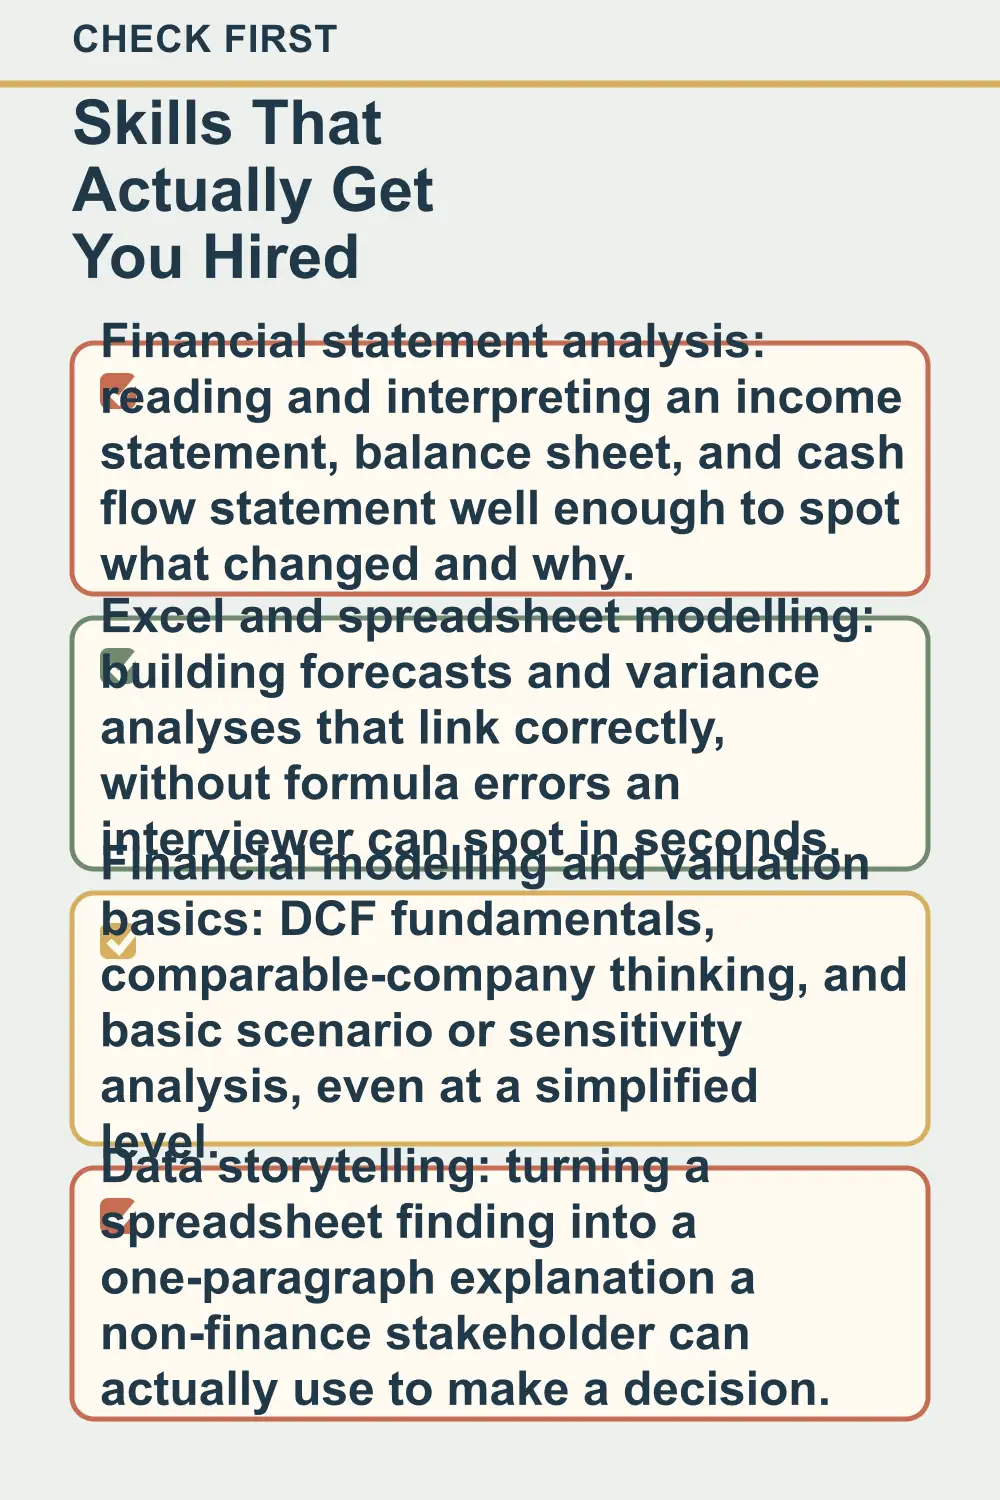 CHECK FIRST
Skills That
Actually Get
You Hired
Financial statement analysis:
reading and interpreting an income
statement, balance sheet, and cash
flow statement well enough to spot
what changed and why.
Excel and spreadsheet modelling:
building forecasts and variance
analyses that link correctly,
without formula errors an
interviewer can spot in seconds.
Financial modelling and valuation
basics: DCF fundamentals,
comparable-company thinking, and
basic scenario or sensitivity
analysis, even at a simplified
level.
Data storytelling: turning a
spreadsheet finding into a
one-paragraph explanation a
non-finance stakeholder can
actually use to make a decision.